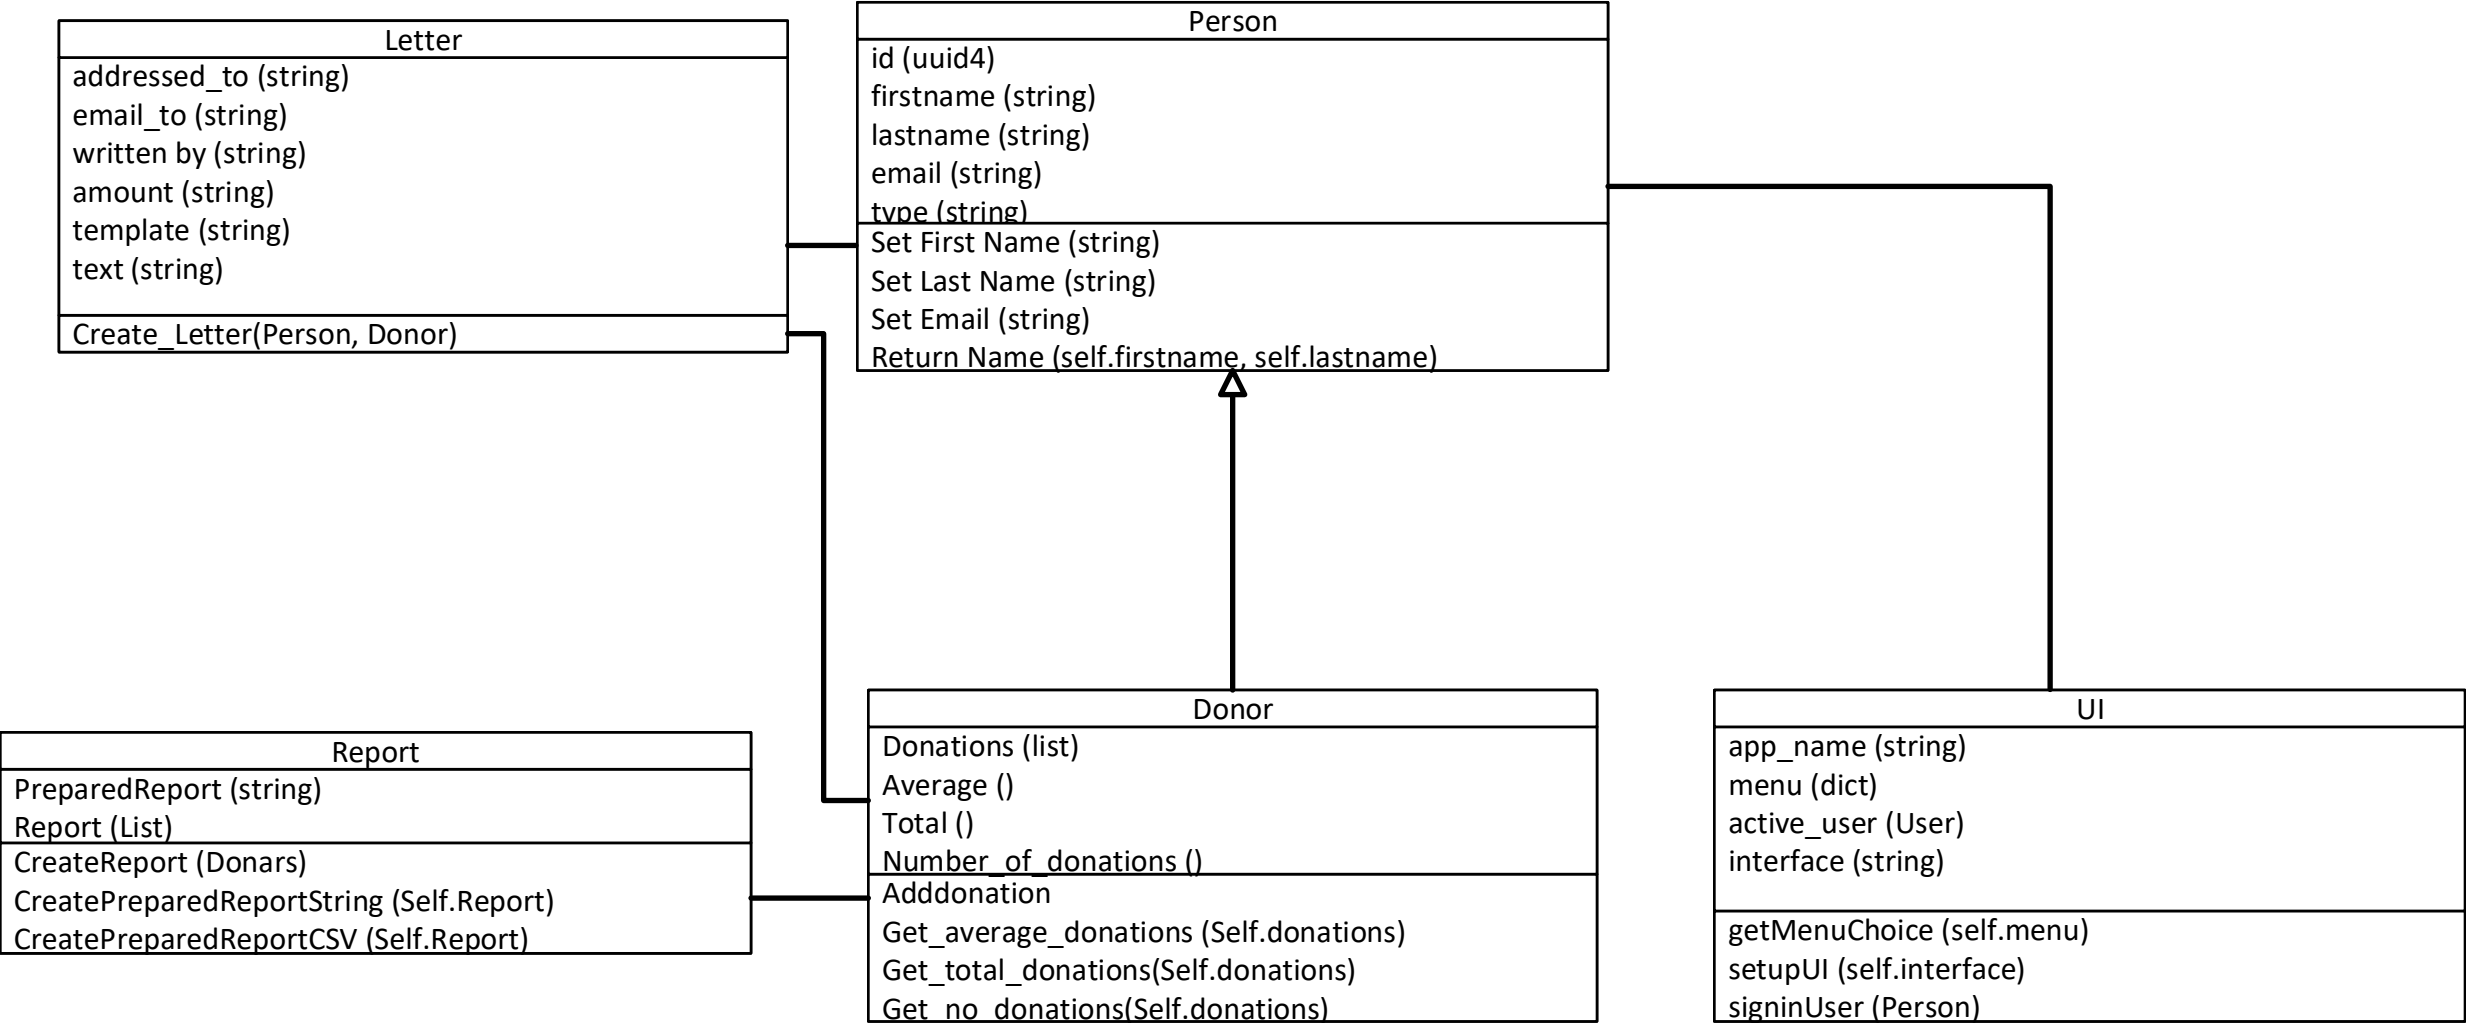 Letter
addressed_to (string)
email_to (string)
written by (string)
amount (string)
template (string)
text (string)
Create_Letter(Person, Donor)
Person
id (uuid4)
firstname (string)
lastname (string)
email (string)
type (string)
Set First Name (string)
Set Last Name (string)
Set Email (string)
Return Name (self.firstname, self.lastname)
Report
PreparedReport (string)
Report (List)
CreateReport (Donars)
CreatePreparedReportString (Self.Report)
CreatePreparedReportCSV (Self.Report)
Donor
Donations (list)
Average ()
Total ()
Number_of_donations ()
Adddonation
Get_average_donations (Self.donations)
Get_total_donations(Self.donations)
Get_no_donations(Self.donations)
UI
app_name (string)
menu (dict)
active_user (User)
interface (string)
getMenuChoice (self.menu)
setupUI (self.interface)
signinUser (Person)